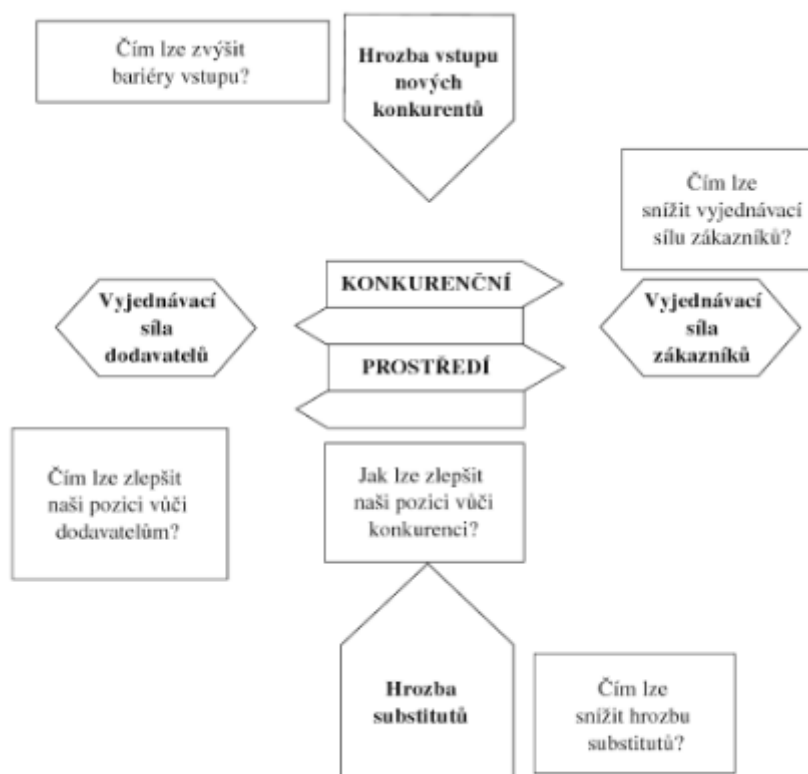 Čím lze zvýšit
bariéry vstupu?
Hrozba vstupu
nových
konkurentů
Čím lze
snížit vyjednávací
sílu zákazníků?
Vyjednávací
síla
dodavatelů
KONKURENČNÍ
PROSTŘEDÍ
Vyjednávací
síla
zákazníků
Čím lze zlepšit
naši pozici vůči
dodavatelům?
Jak lze zlepšit
naši pozici vůči
konkurenci?
Hrozba
substitutů
Čím lze
snížit hrozbu
substitutů?